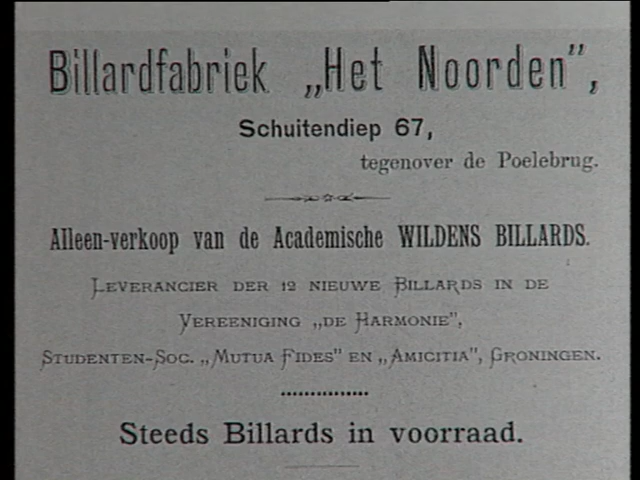 Billardfabriek „Het Noorden”,
Schuitendiep 67,
tegenover de Poelebrug.
Alleen-verkoop van de Academische WILDENS BILLARDS.
LEVERANCIER DER 12 NIEUWE BILLARDS IN DE
VEREENIGING „DE HARMONIE”,
STUDENTEN-SOC. „MUTUA FIDES” EN „AMICITIA”, GRONINGEN.
Steeds Billards in voorraad.